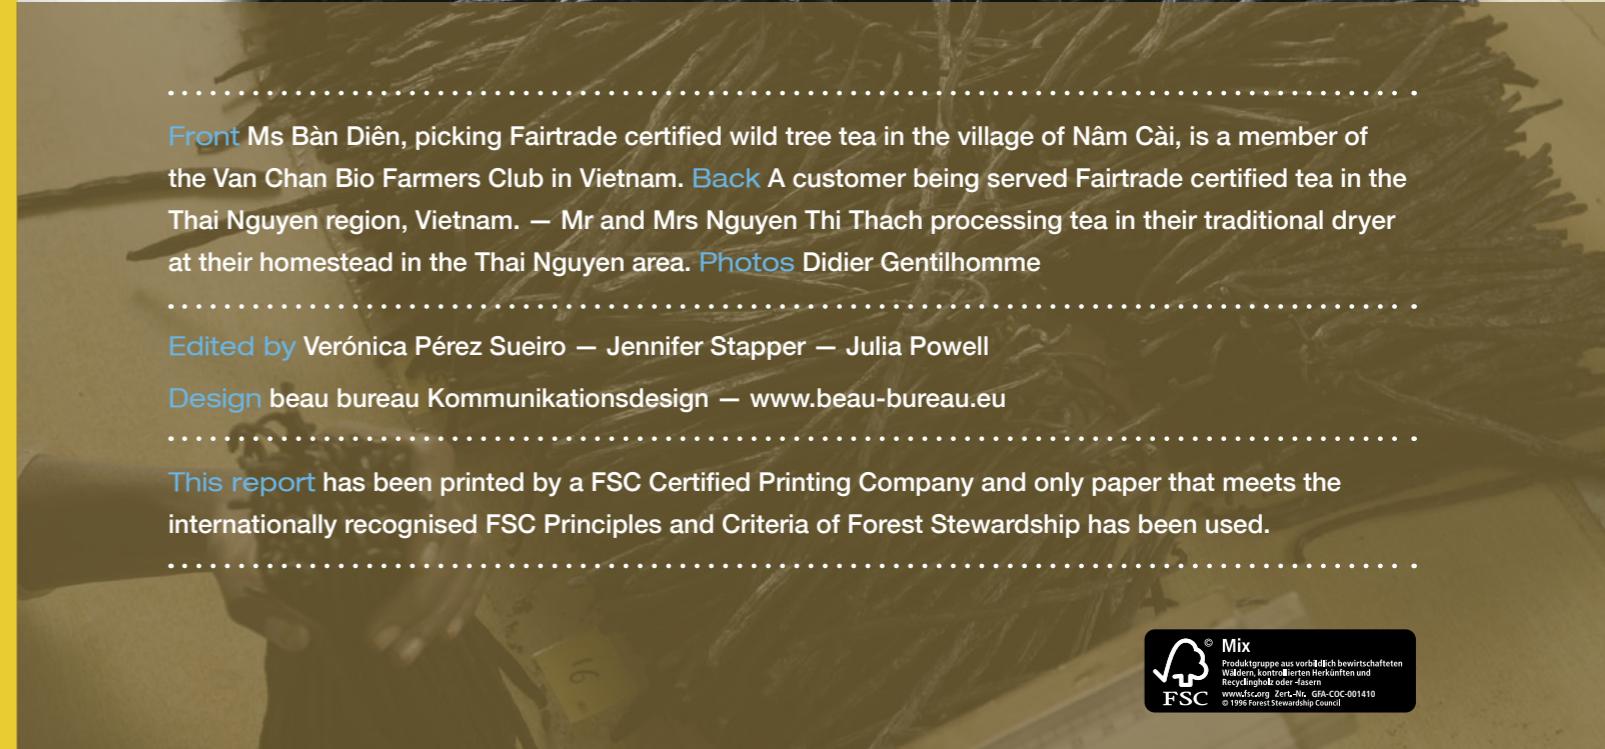 Front Ms Bàn Diên, picking Fairtrade certified wild tree tea in the village of Nâm Cài, is a member of
the Van Chan Bio Farmers Club in Vietnam. Back A customer being served Fairtrade certified tea in the
Thai Nguyen region, Vietnam. — Mr and Mrs Nguyen Thi Thach processing tea in their traditional dryer
at their homestead in the Thai Nguyen area. Photos Didier Gentilhomme
Edited by Verónica Pérez Sueiro — Jennifer Stapper — Julia Powell
Design beau bureau Kommunikationsdesign — www.beau-bureau.eu
This report has been printed by a FSC Certified Printing Company and only paper that meets the
internationally recognised FSC Principles and Criteria of Forest Stewardship has been used.
16
©
FSC
Mix
Produktgruppe aus vorbildlich bewirtschafteten
Wäldern, kontrollierten Herkünften und
Recyclingholz oder -fasern
www.fsc.org Zert.-Nr. GFA-COC-001410
© 1996 Forest Stewardship Council